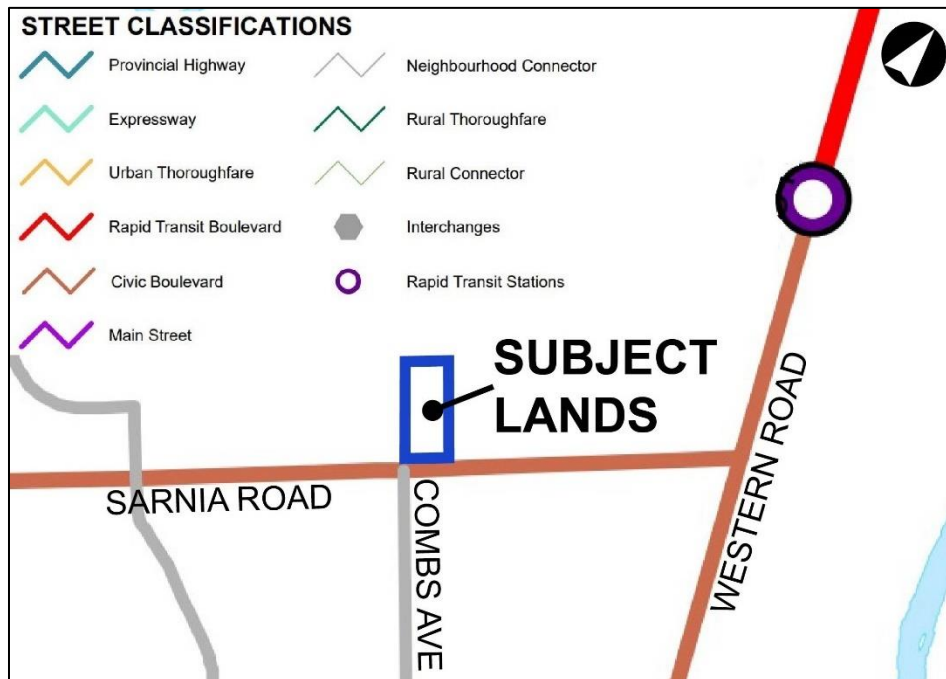 STREET CLASSIFICATIONS
Provincial Highway
Expressway
Urban Thoroughfare
Rapid Transit Boulevard
Civic Boulevard
Main Street
Neighbourhood Connector
Rural Thoroughfare
Rural Connector
Interchanges
Rapid Transit Stations
SUBJECT
LANDS
SARNIA ROAD
COMBS AVE
WESTERN ROAD